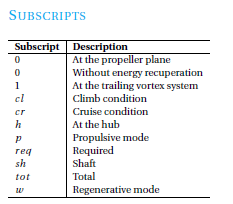 SUBSCRIPTS
Subscript Description
0 At the propeller plane
0 Without energy recuperation
1 At the trailing vortex system
cl Climb condition
cr Cruise condition
h At the hub
p Propulsive mode
req Required
sh Shaft
tot Total
w Regenerative mode